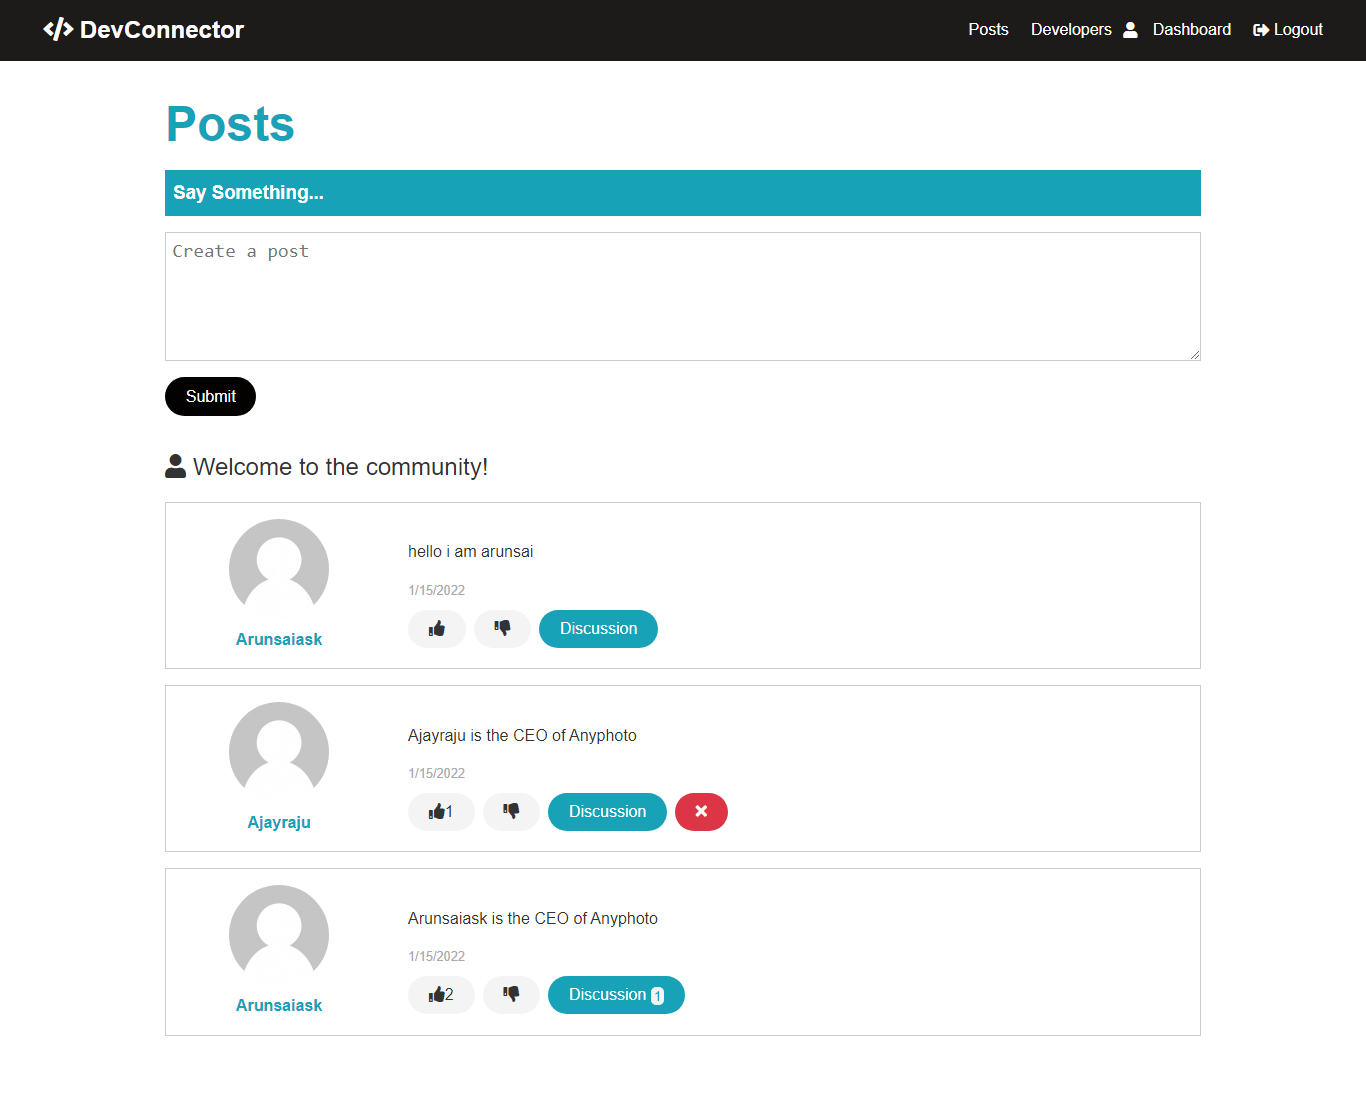 DevConnector
Posts Developers Dashboard Logout
Posts
Say Something...
Create a post
Submit
Welcome to the community!
hello i am arunsai
1/15/2022
Discussion
Arunsaiask
Ajayraju is the CEO of Anyphoto
1/15/2022
1 Discussion
Ajayraju
Arunsaiask is the CEO of Anyphoto
1/15/2022
2 Discussion 1
Arunsaiask